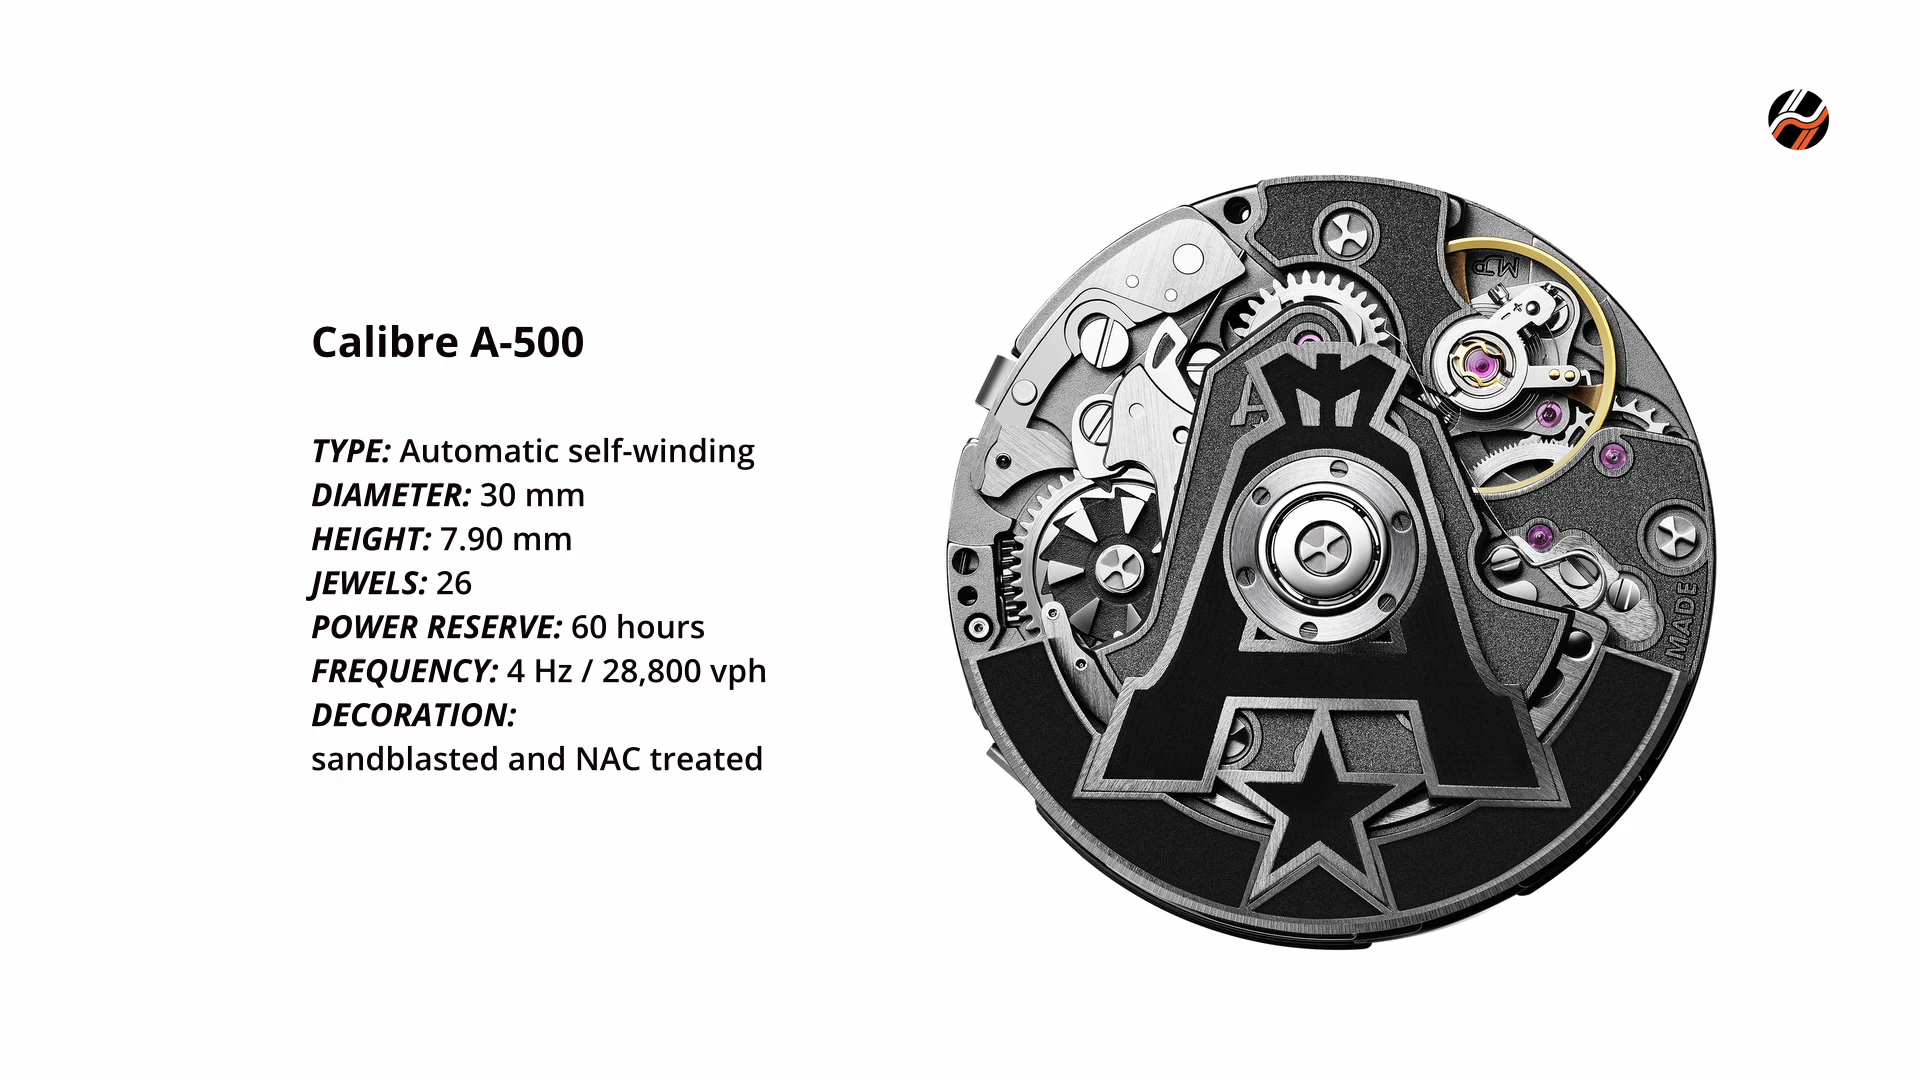 Calibre A-500
TYPE: Automatic self-winding
DIAMETER: 30 mm
HEIGHT: 7.90 mm
JEWELS: 26
POWER RESERVE: 60 hours
FREQUENCY: 4 Hz / 28,800 vph
DECORATION:
sandblasted and NAC treated
MADE